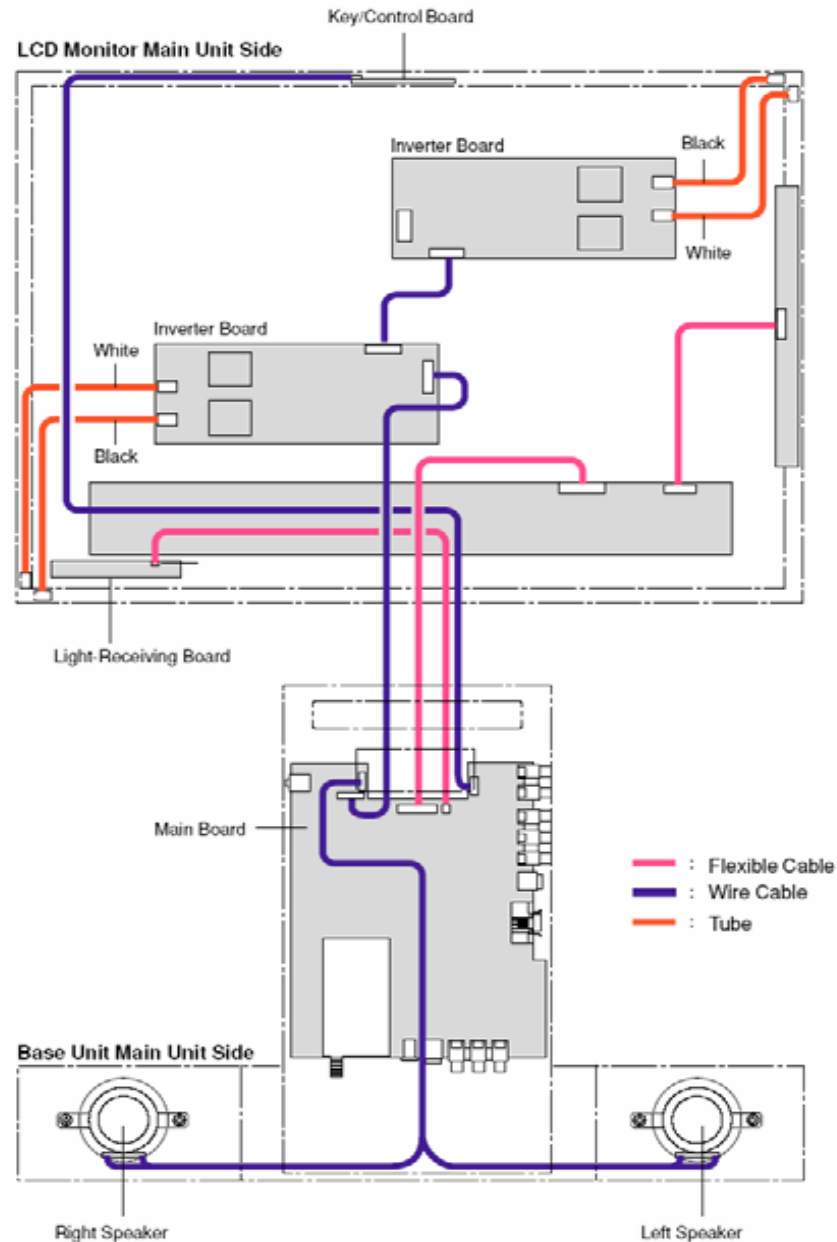 Key/Control Board
LCD Monitor Main Unit Side
Inverter Board
Black
White
Inverter Board
White
Black
Light-Receiving Board
Main Board
: Flexible Cable
: Wire Cable
: Tube
Base Unit Main Unit Side
Right Speaker
Left Speaker